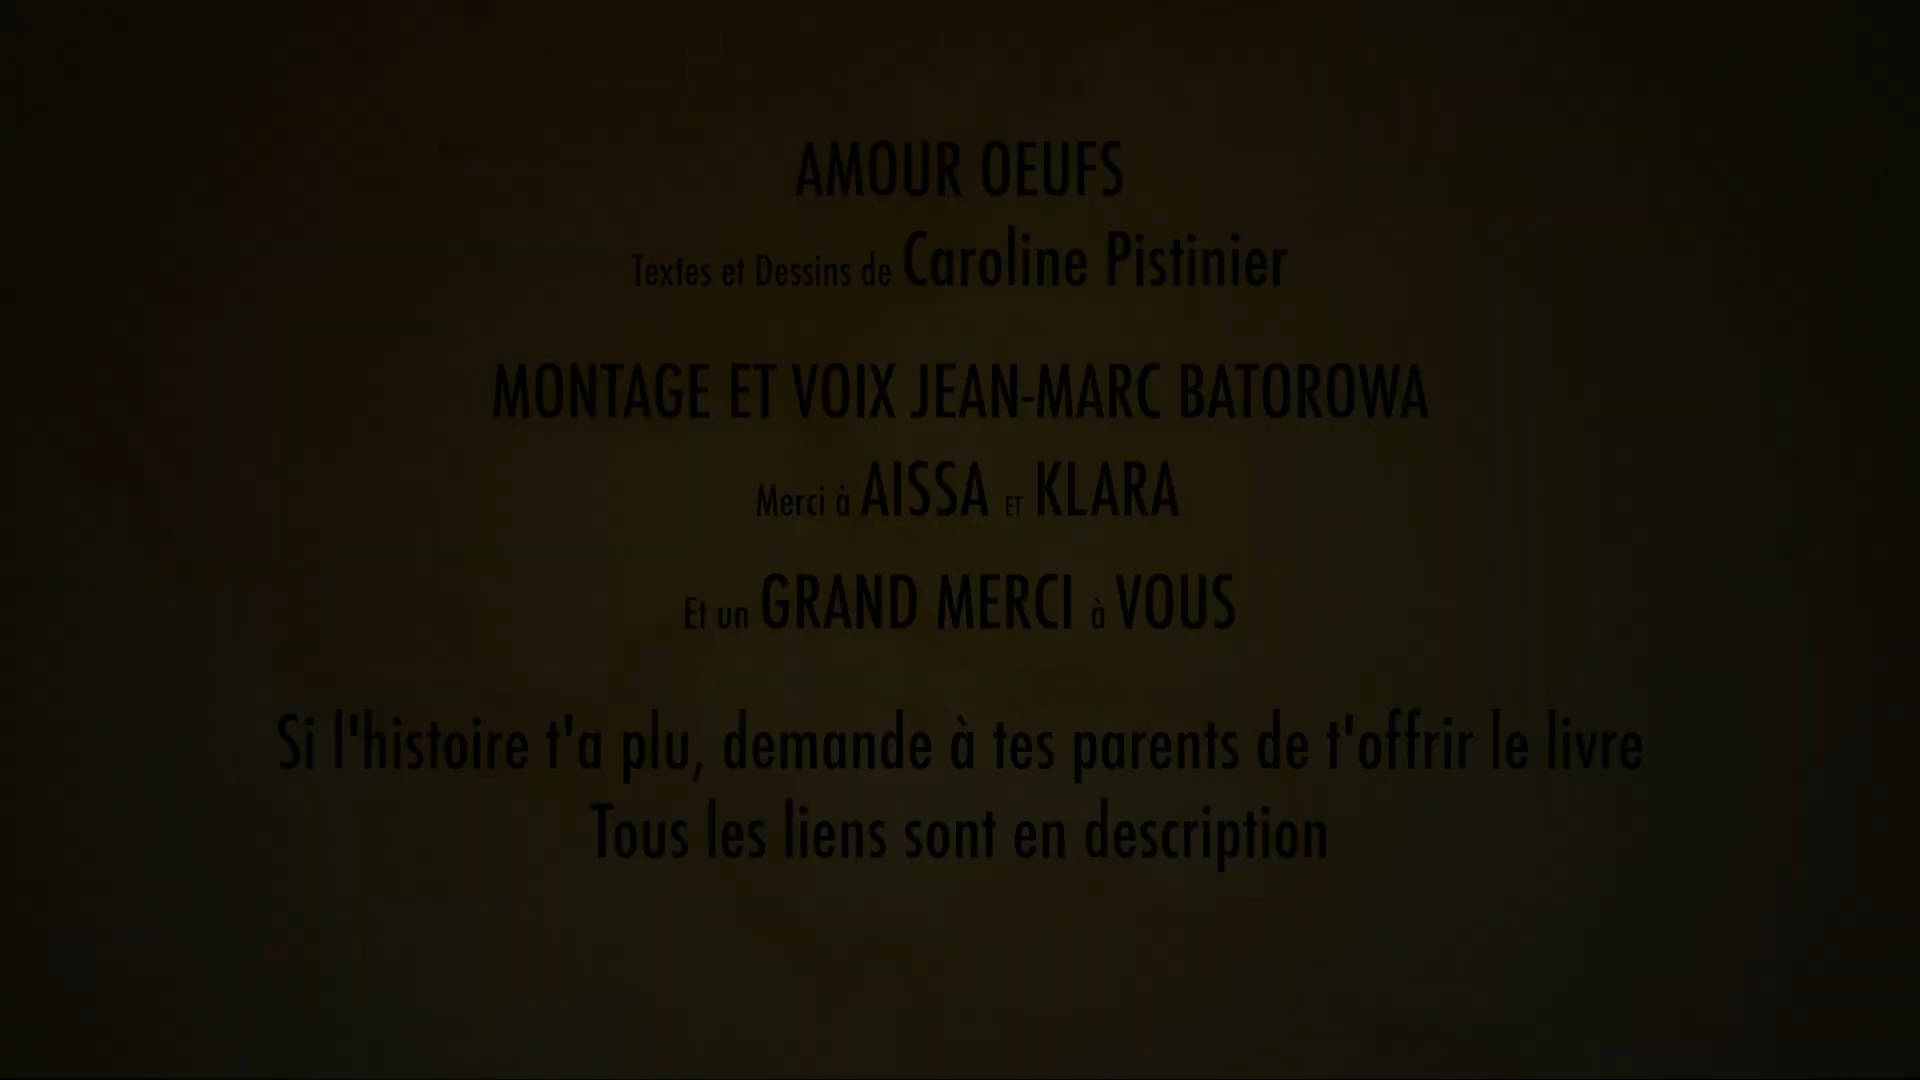 AMOUR OEUFS
Textes et Dessins de Caroline Pistinier
MONTAGE ET VOIX JEAN-MARC BATOROWA
Merci à AISSA ET KLARA
Et un GRAND MERCI à VOUS
Si l'histoire t'a plu, demande à tes parents de t'offrir le livre
Tous les liens sont en description